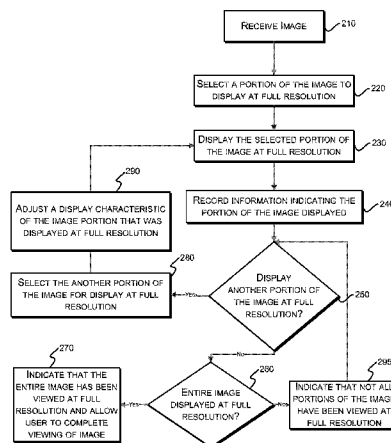 RECEIVE IMAGE
210
SELECT A PORTION OF THE IMAGE TO
DISPLAY AT FULL RESOLUTION
220
DISPLAY THE SELECTED PORTION OF
THE IMAGE AT FULL RESOLUTION
230
290
ADJUST A DISPLAY CHARACTERISTIC
OF THE IMAGE PORTION THAT WAS
DISPLAYED AT FULL RESOLUTION
RECORD INFORMATION INDICATING THE
PORTION OF THE IMAGE DISPLAYED
240
280
SELECT THE ANOTHER PORTION OF
THE IMAGE FOR DISPLAY AT FULL
RESOLUTION
Yes
DISPLAY
ANOTHER PORTION OF
THE IMAGE AT FULL
RESOLUTION?
250
No
270
INDICATE THAT THE
ENTIRE IMAGE HAS BEEN
VIEWED AT FULL
RESOLUTION AND ALLOW
USER TO COMPLETE
VIEWING OF IMAGE
Yes
260
ENTIRE IMAGE
DISPLAYED AT FULL
RESOLUTION?
No
295
INDICATE THAT NOT ALL
PORTIONS OF THE IMAGE
HAVE BEEN VIEWED AT
FULL RESOLUTION